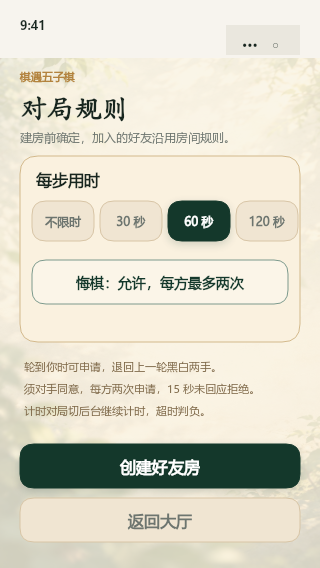 9:41
棋遇五子棋
对局规则
建房前确定，加入的好友沿用房间规则。
每步用时
不限时 30 秒 60 秒 120 秒
悔棋：允许，每方最多两次
轮到你时可申请，退回上一轮黑白两手。
须对手同意，每方两次申请，15 秒未回应拒绝。
计时对局切后台继续计时，超时判负。
创建好友房
返回大厅